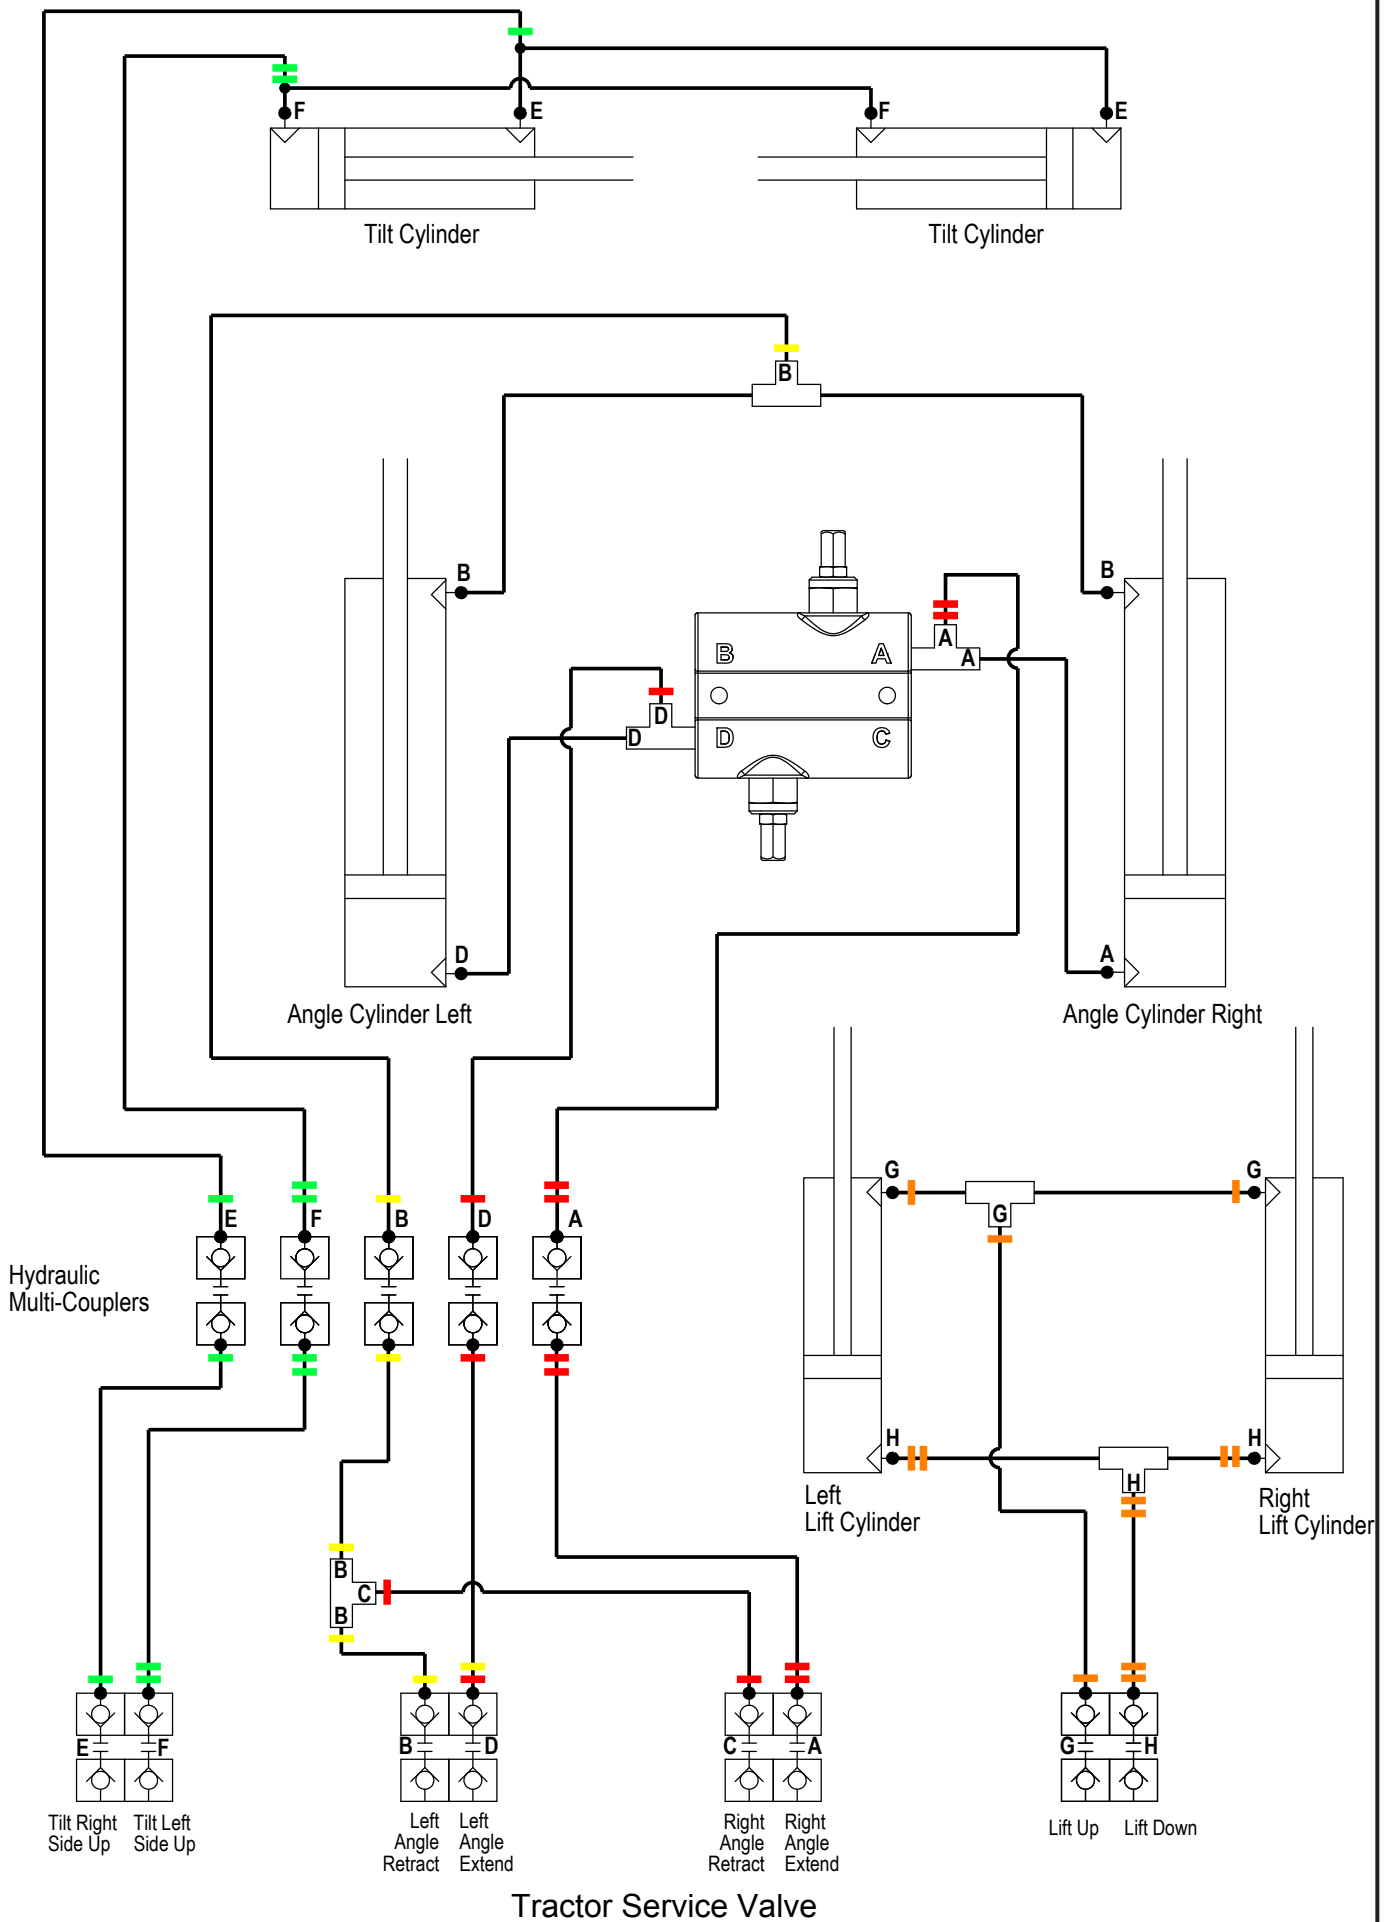 F
E
F
E
Tilt Cylinder
Tilt Cylinder
B
B
B
B
A
A
A
D
D
D
C
D
A
Angle Cylinder Left
Angle Cylinder Right
G
G
G
E
F
B
D
A
Hydraulic
Multi-Couplers
H
H
H
Left
Lift Cylinder
Right
Lift Cylinder
B
C
B
E
F
B
D
C
A
G
H
Tilt Right
Side Up
Tilt Left
Side Up
Left
Angle
Retract
Left
Angle
Extend
Right
Angle
Retract
Right
Angle
Extend
Lift Up
Lift Down
Tractor Service Valve